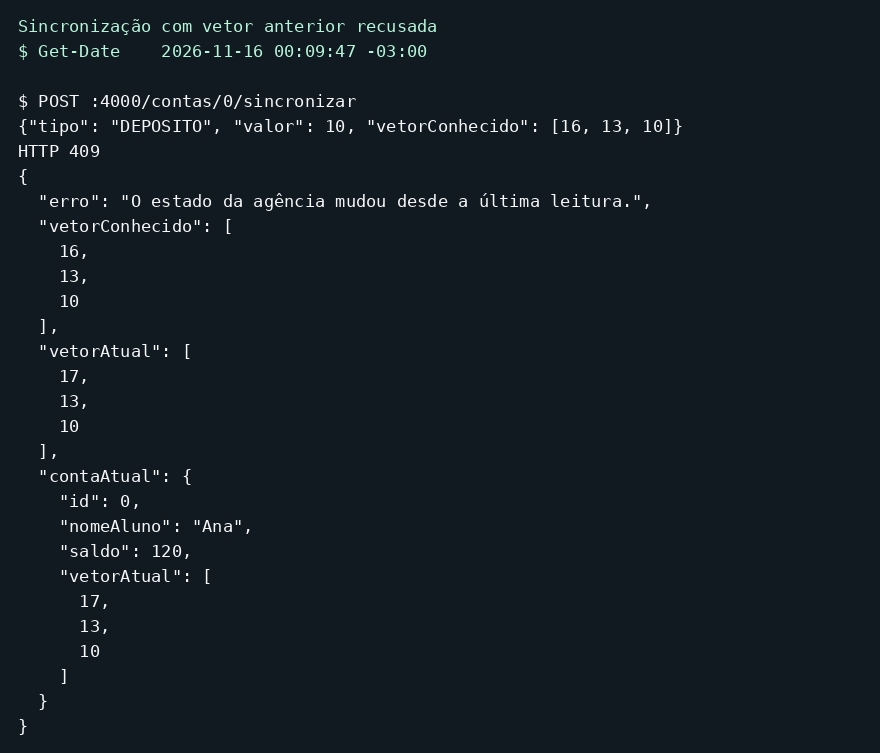 Sincronização com vetor anterior recusada
$ Get-Date    2026-11-16 00:09:47 -03:00

$ POST :4000/contas/0/sincronizar
{"tipo": "DEPOSITO", "valor": 10, "vetorConhecido": [16, 13, 10]}
HTTP 409
{
  "erro": "O estado da agência mudou desde a última leitura.",
  "vetorConhecido": [
    16,
    13,
    10
  ],
  "vetorAtual": [
    17,
    13,
    10
  ],
  "contaAtual": {
    "id": 0,
    "nomeAluno": "Ana",
    "saldo": 120,
    "vetorAtual": [
      17,
      13,
      10
    ]
  }
}